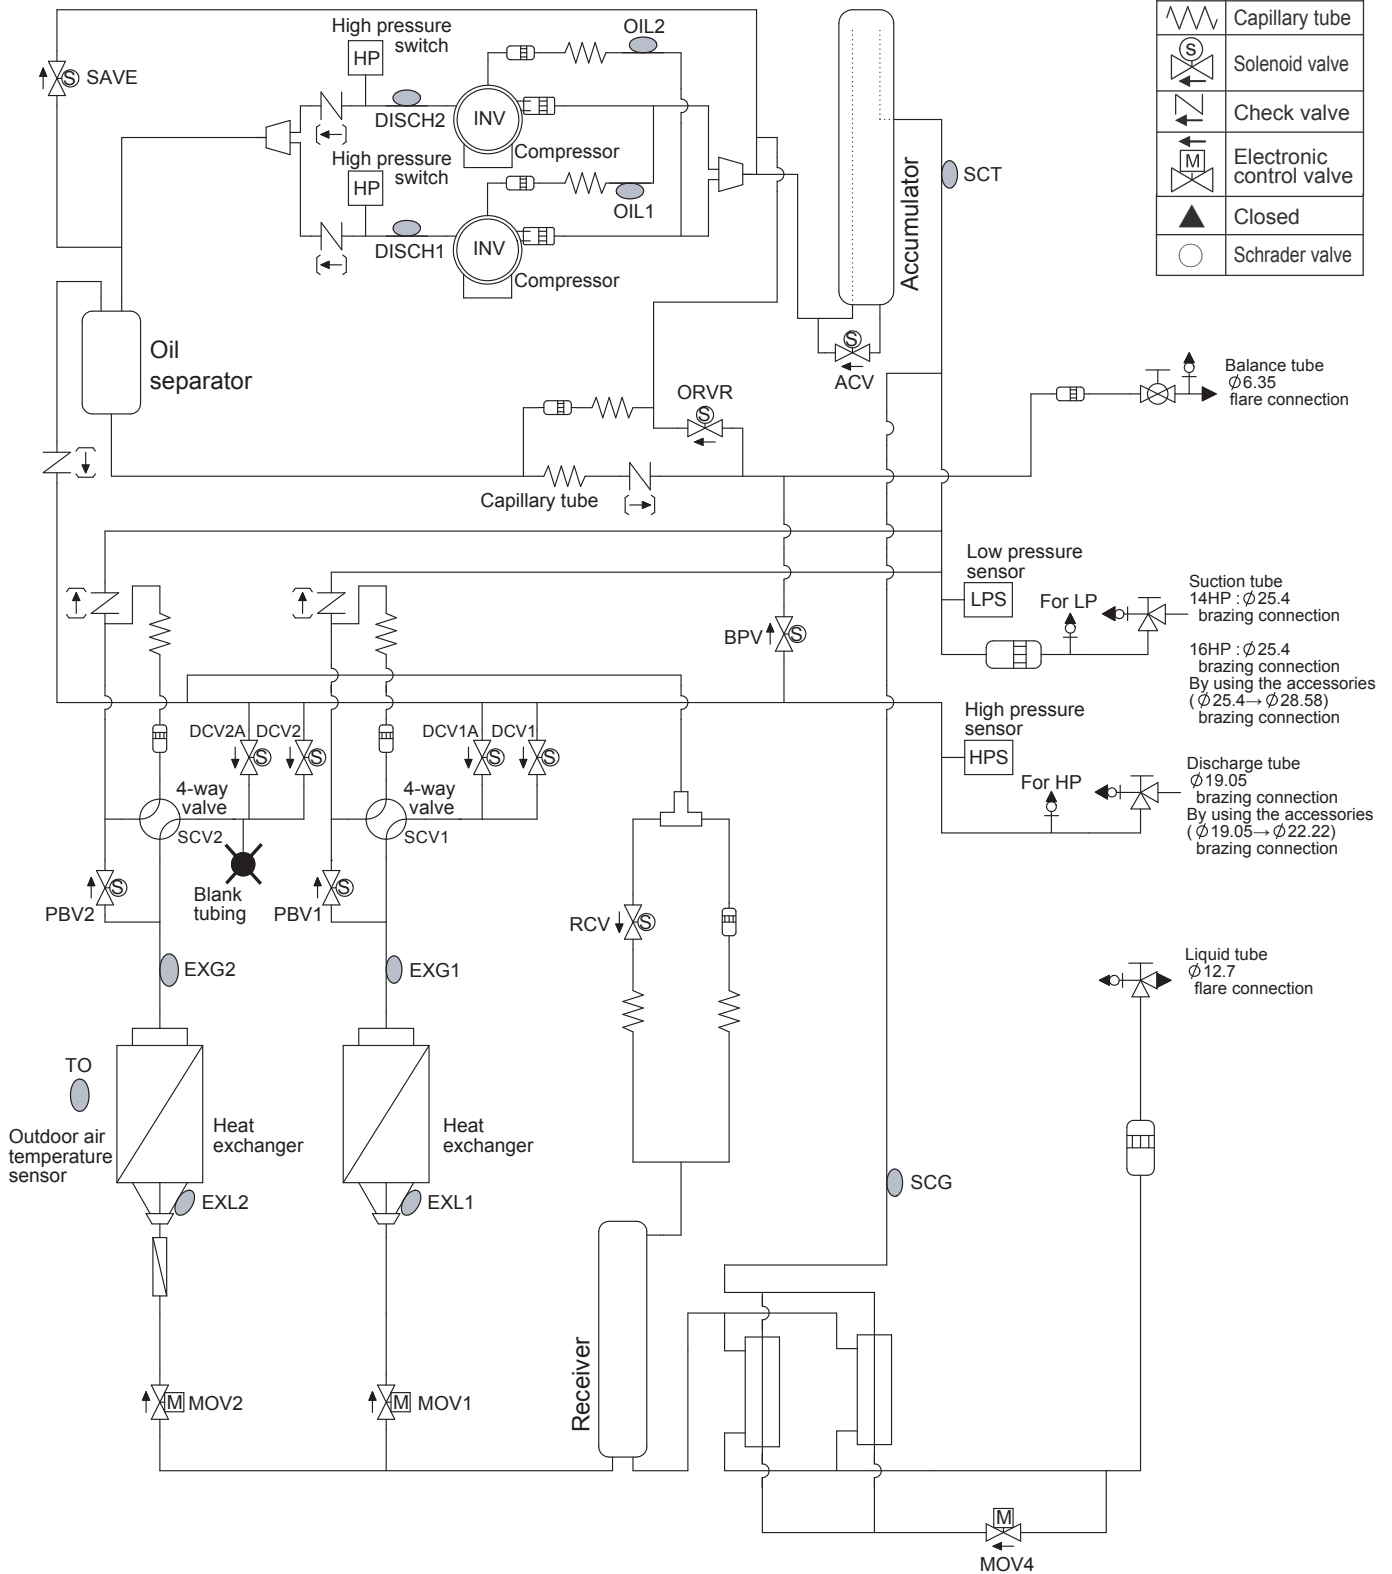 High pressure
switch
HP
OIL2
SAVE
S
DISCH2
INV
Compressor
High pressure
switch
HP
OIL1
DISCH1
INV
Compressor
Accumulator
SCT
S
ACV
Capillary tube
S
Solenoid valve
Check valve
M
Electronic
control valve
Closed
Schrader valve
Oil
separator
ORVR
S
Capillary tube
Balance tube
Ø6.35
flare connection
Low pressure
sensor
LPS
For LP
Suction tube
14HP : Ø25.4
brazing connection
16HP : Ø25.4
brazing connection
By using the accessories
(Ø25.4→Ø28.58)
brazing connection
BPV
S
High pressure
sensor
HPS
For HP
Discharge tube
Ø19.05
brazing connection
By using the accessories
(Ø19.05→Ø22.22)
brazing connection
DCV2A
DCV2
S
S
DCV1A
DCV1
S
S
4-way
valve
SCV2
4-way
valve
SCV1
S
PBV2
Blank
tubing
S
PBV1
RCV
S
EXG2
EXG1
Liquid tube
Ø12.7
flare connection
TO
Outdoor air
temperature
sensor
Heat
exchanger
Heat
exchanger
EXL2
EXL1
SCG
Receiver
M
MOV2
M
MOV1
M
MOV4